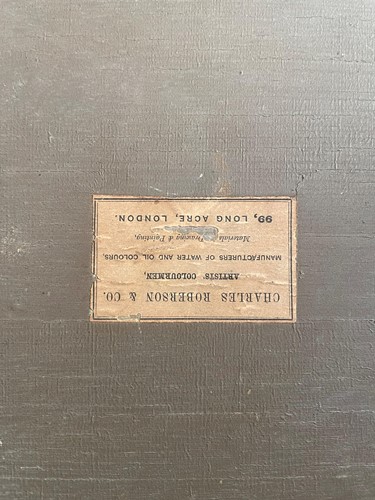 CHARLES ROBERSON & CO.
ARTISTS' COLOURMEN,
MANUFACTURERS OF WATER AND OIL COLOURS.
Materials Drawing & Painting,
99, LONG ACRE, LONDON.